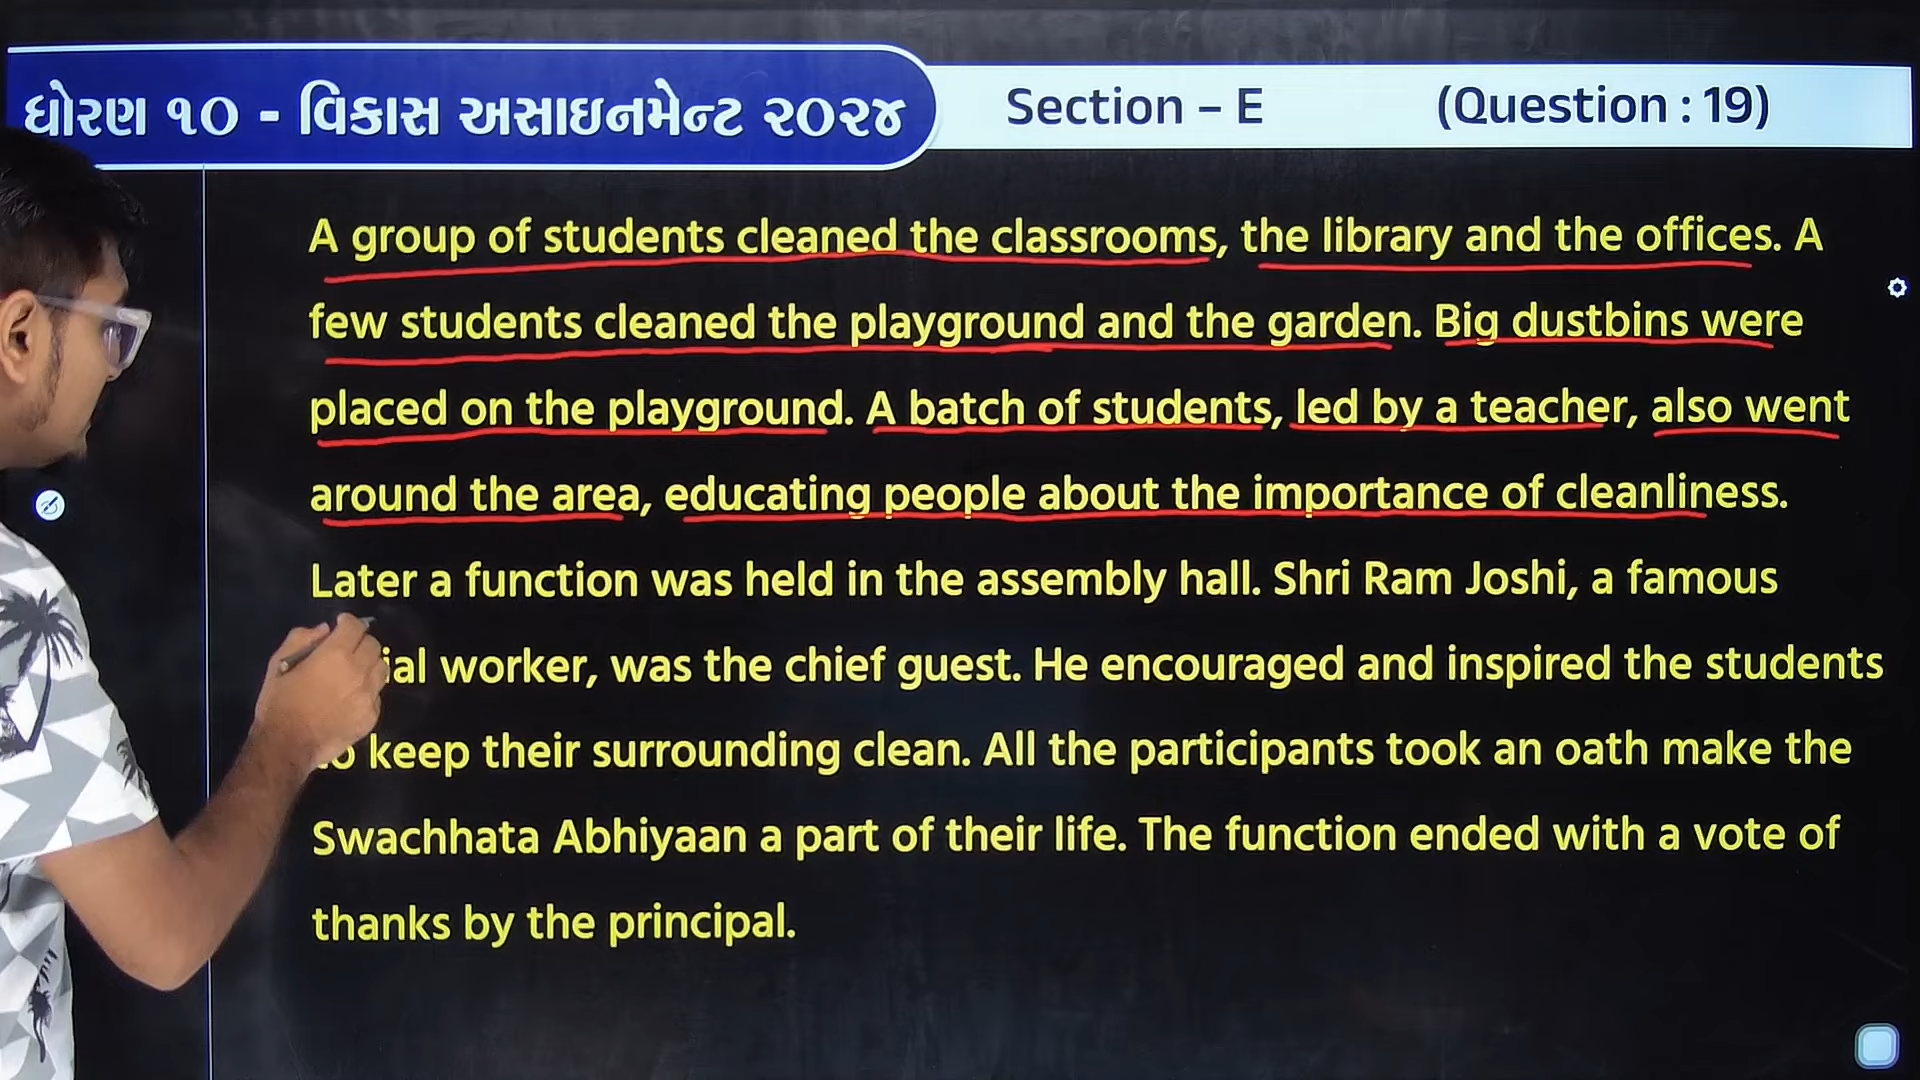 ધોરણ ૧૦ - વિકાસ અસાઇનમેન્ટ ૨૦૨૪
Section – E (Question : 19)
A group of students cleaned the classrooms, the library and the offices. A
few students cleaned the playground and the garden. Big dustbins were
placed on the playground. A batch of students, led by a teacher, also went
around the area, educating people about the importance of cleanliness.
Later a function was held in the assembly hall. Shri Ram Joshi, a famous
worker, was the chief guest. He encouraged and inspired the students
keep their surrounding clean. All the participants took an oath make the
Swachhata Abhiyaan a part of their life. The function ended with a vote of
thanks by the principal.